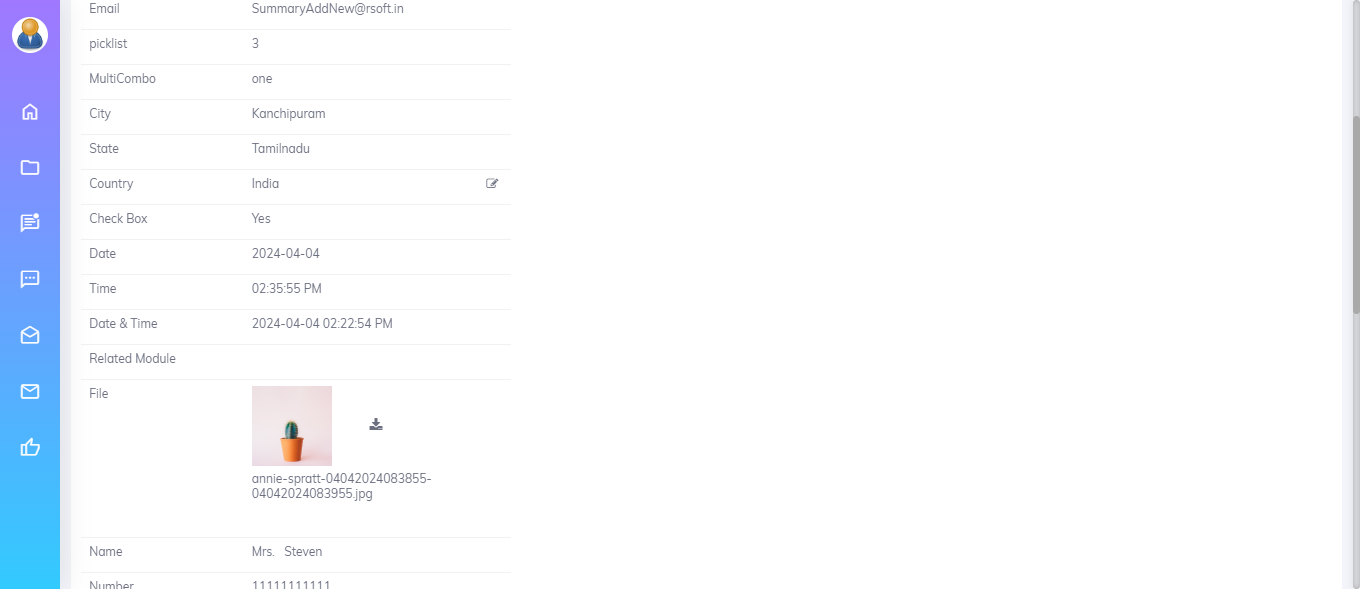 Email SummaryAddNew@rsoft.in
picklist 3
MultiCombo one
City Kanchipuram
State Tamilnadu
Country India
Check Box Yes
Date 2024-04-04
Time 02:35:55 PM
Date & Time 2024-04-04 02:22:54 PM
Related Module
File
annie-spratt-04042024083855-
04042024083955.jpg
Name Mrs. Steven
Number 11111111111